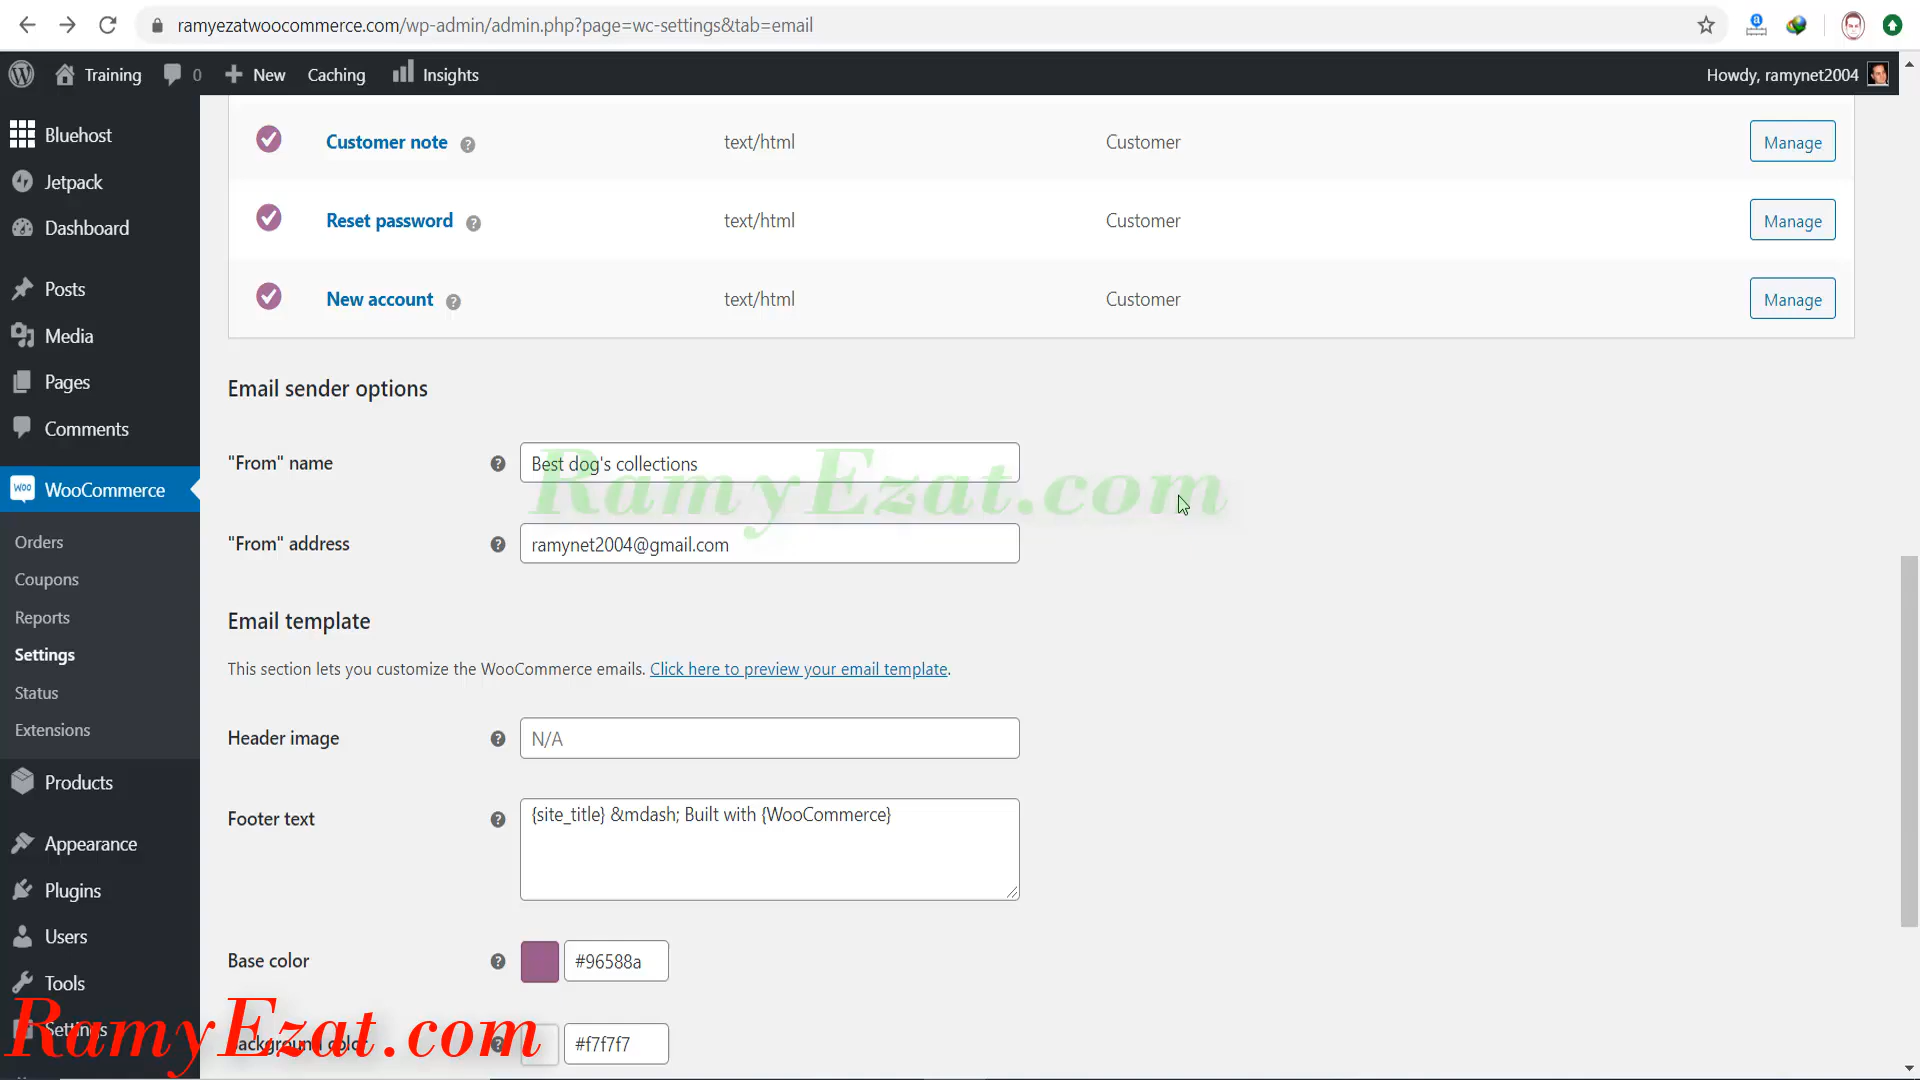 ramyezatwoocommerce.com/wp-admin/admin.php?page=wc-settings&tab=email
Training 0 New Caching Insights Howdy, ramynet2004
Bluehost
Jetpack
Dashboard
Posts
Media
Pages
Comments
WooCommerce
Orders
Coupons
Reports
Settings
Status
Extensions
Products
Appearance
Plugins
Users
Tools
Settings
Customer note ? text/html Customer Manage
Reset password ? text/html Customer Manage
New account ? text/html Customer Manage
Email sender options
"From" name ? Best dog's collections
RamyEzat.com
"From" address ? ramynet2004@gmail.com
Email template
This section lets you customize the WooCommerce emails. Click here to preview your email template.
Header image ? N/A
Footer text ? {site_title} &mdash; Built with {WooCommerce}
Base color ? #96588a
Background color ? #f7f7f7
RamyEzat.com